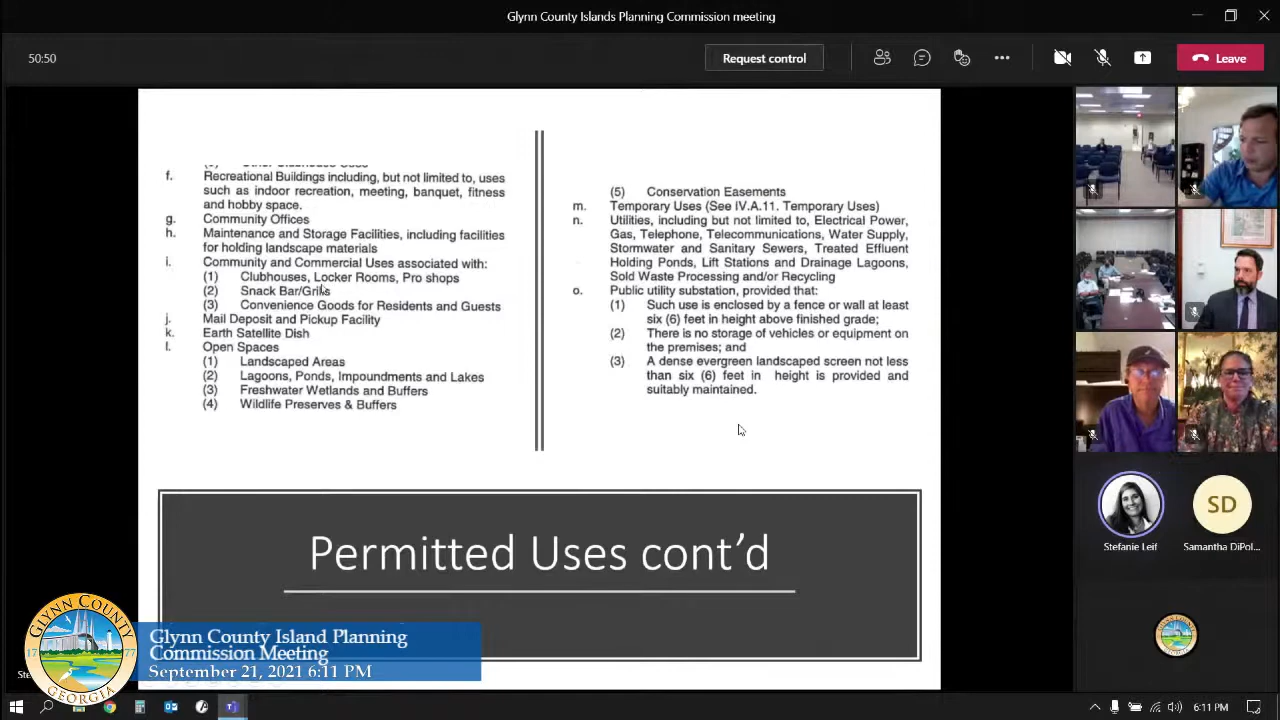 Glynn County Islands Planning Commission meeting
50:50
Request control
Leave
Other Clubhouse Uses
f. Recreational Buildings including, but not limited to, uses
such as indoor recreation, meeting, banquet, fitness
and hobby space.
g. Community Offices
h. Maintenance and Storage Facilities, including facilities
for holding landscape materials
i. Community and Commercial Uses associated with:
(1) Clubhouses, Locker Rooms, Pro shops
(2) Snack Bar/Grills
(3) Convenience Goods for Residents and Guests
j. Mail Deposit and Pickup Facility
k. Earth Satellite Dish
l. Open Spaces
(1) Landscaped Areas
(2) Lagoons, Ponds, Impoundments and Lakes
(3) Freshwater Wetlands and Buffers
(4) Wildlife Preserves & Buffers
(5) Conservation Easements
m. Temporary Uses (See IV.A.11. Temporary Uses)
n. Utilities, including but not limited to, Electrical Power,
Gas, Telephone, Telecommunications, Water Supply,
Stormwater and Sanitary Sewers, Treated Effluent
Holding Ponds, Lift Stations and Drainage Lagoons,
Sold Waste Processing and/or Recycling
o. Public utility substation, provided that:
(1) Such use is enclosed by a fence or wall at least
six (6) feet in height above finished grade;
(2) There is no storage of vehicles or equipment on
the premises; and
(3) A dense evergreen landscaped screen not less
than six (6) feet in height is provided and
suitably maintained.
Permitted Uses cont'd
SD
Stefanie Leif
Samantha DiPol...
GLYNN COUNTY
17 77
GEORGIA
Glynn County Island Planning
Commission Meeting
September 21, 2021 6:11 PM
Ste
6:11 PM